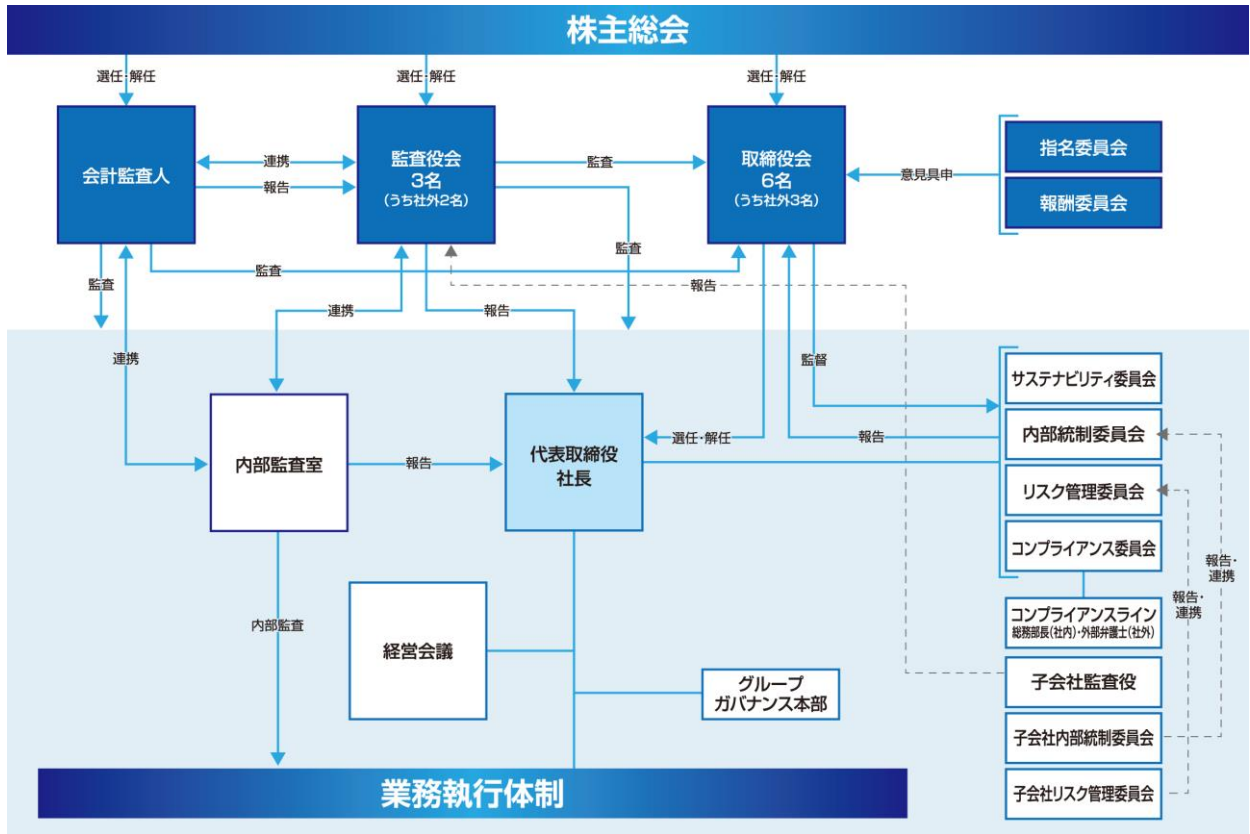 株主総会
選任・解任
選任・解任
選任・解任
会計監査人
連携
報告
監査役会
3名
(うち社外2名)
監査
取締役会
6名
(うち社外3名)
意見具申
指名委員会
報酬委員会
監査
監査
監査
報告
連携
報告
連携
監督
サステナビリティ委員会
内部監査室
報告
代表取締役
社長
選任・解任
報告
内部統制委員会
リスク管理委員会
コンプライアンス委員会
報告・
連携
報告・
連携
コンプライアンスライン
総務部長(社内)・外部弁護士(社外)
内部監査
経営会議
グループ
ガバナンス本部
子会社監査役
子会社内部統制委員会
子会社リスク管理委員会
業務執行体制